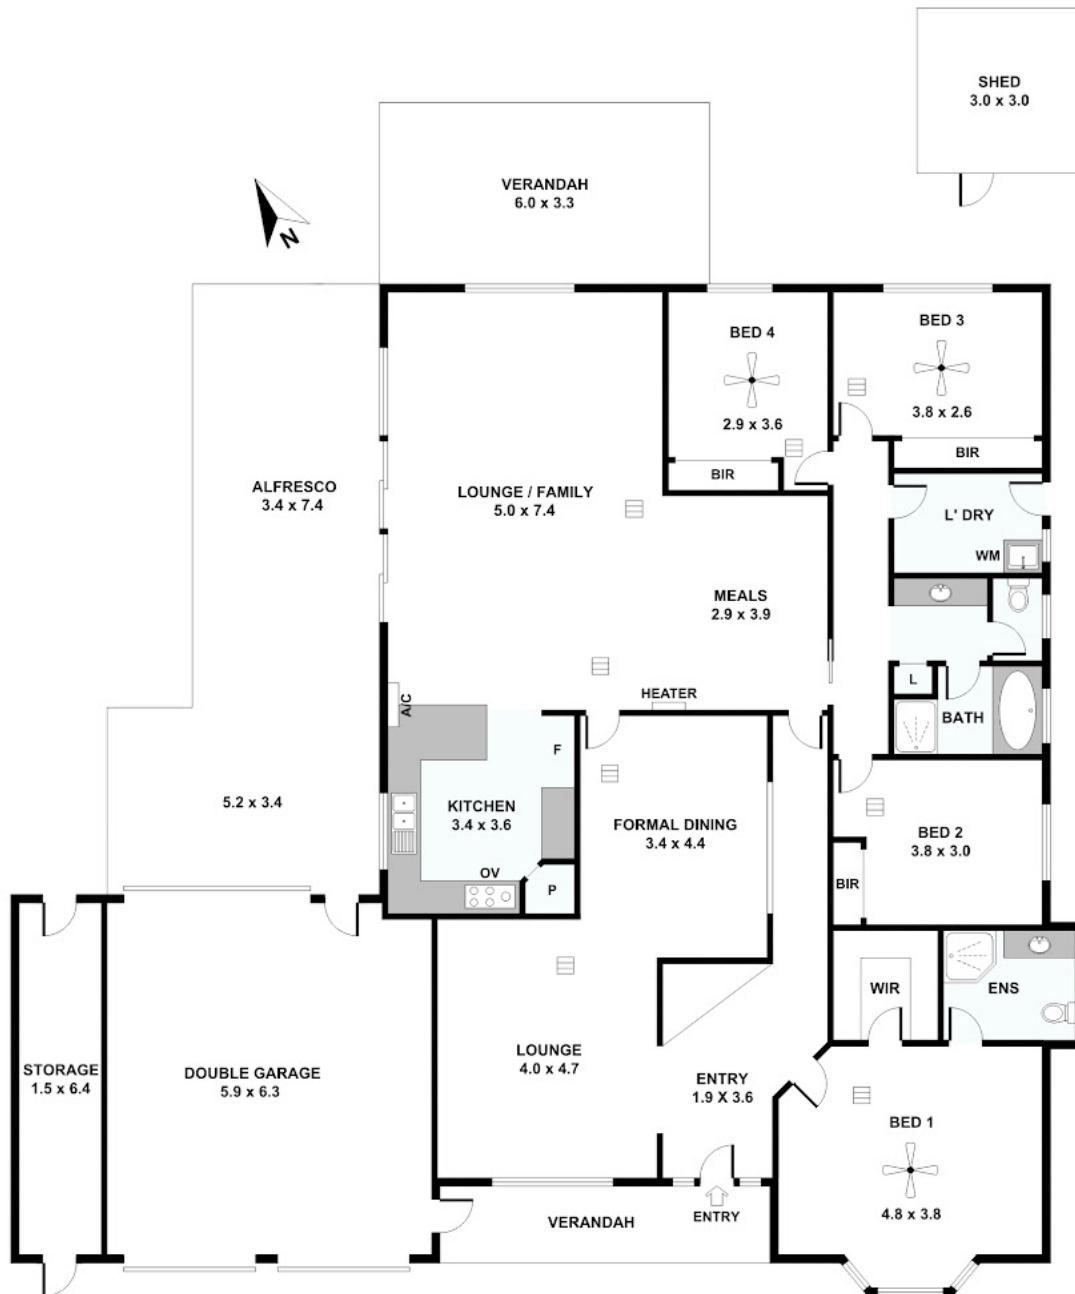 SHED
3.0 x 3.0
VERANDAH
6.0 x 3.3
N
BED 4
2.9 x 3.6
BIR
BED 3
3.8 x 2.6
BIR
ALFRESCO
3.4 x 7.4
LOUNGE / FAMILY
5.0 x 7.4
L' DRY
WM
MEALS
2.9 x 3.9
L
BATH
A/C
HEATER
5.2 x 3.4
F
KITCHEN
3.4 x 3.6
OV
P
FORMAL DINING
3.4 x 4.4
BED 2
3.8 x 3.0
BIR
WIR
ENS
STORAGE
1.5 x 6.4
DOUBLE GARAGE
5.9 x 6.3
LOUNGE
4.0 x 4.7
ENTRY
1.9 X 3.6
BED 1
4.8 x 3.8
VERANDAH
ENTRY